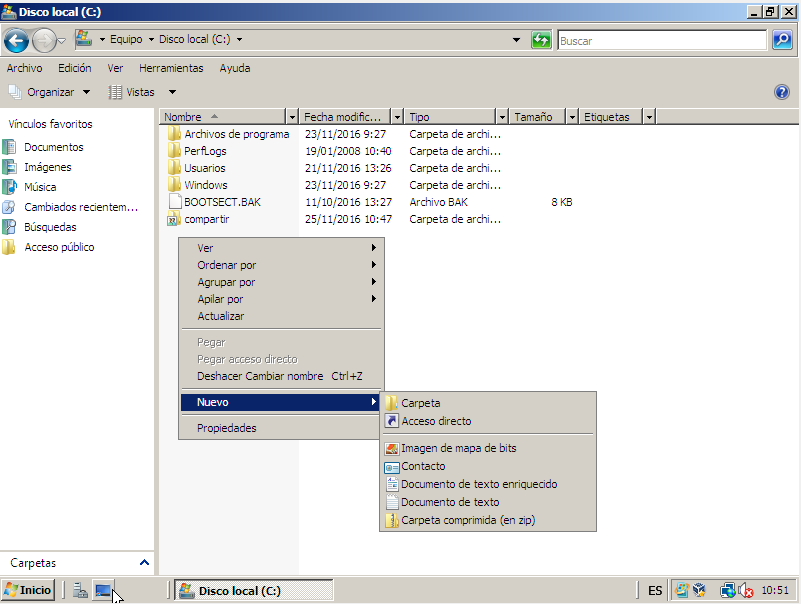 Disco local (C:)
Equipo Disco local (C:) Buscar
Archivo Edición Ver Herramientas Ayuda
Organizar Vistas
Vínculos favoritos
Documentos
Imágenes
Música
Cambiados recientem...
Búsquedas
Acceso público
Carpetas
Nombre Fecha modific... Tipo Tamaño Etiquetas
Archivos de programa 23/11/2016 9:27 Carpeta de archi...
PerfLogs 19/01/2008 10:40 Carpeta de archi...
Usuarios 21/11/2016 13:26 Carpeta de archi...
Windows 23/11/2016 9:27 Carpeta de archi...
BOOTSECT.BAK 11/10/2016 13:27 Archivo BAK 8 KB
compartir 25/11/2016 10:47 Carpeta de archi...
Ver
Ordenar por
Agrupar por
Apilar por
Actualizar
Pegar
Pegar acceso directo
Deshacer Cambiar nombre Ctrl+Z
Nuevo
Propiedades
Carpeta
Acceso directo
Imagen de mapa de bits
Contacto
Documento de texto enriquecido
Documento de texto
Carpeta comprimida (en zip)
Inicio Disco local (C:) ES 10:51